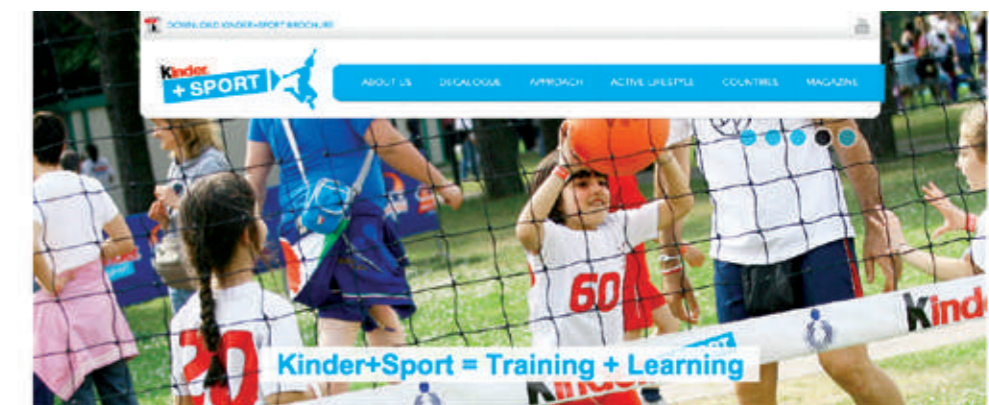 DOWNLOAD KINDER+SPORT BROCHURE
Kinder
+ SPORT
ABOUT US DECALOGUE APPROACH ACTIVE LIFESTYLE COUNTRIES MAGAZINE
60
20
Kind
Kinder+Sport = Training + Learning